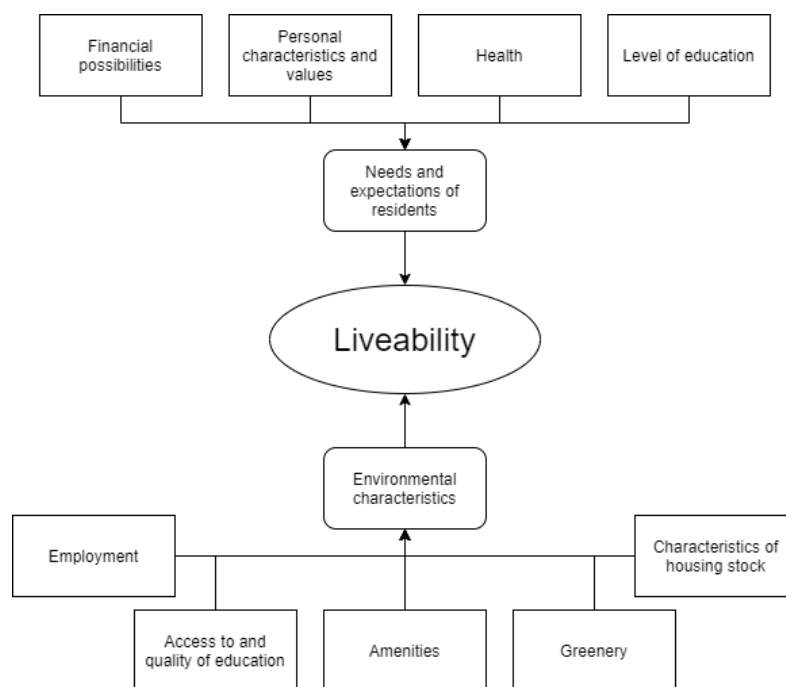 Financial
possibilities
Personal
characteristics and
values
Health
Level of education
Needs and
expectations of
residents
Liveability
Environmental
characteristics
Employment
Characteristics of
housing stock
Access to and
quality of education
Amenities
Greenery